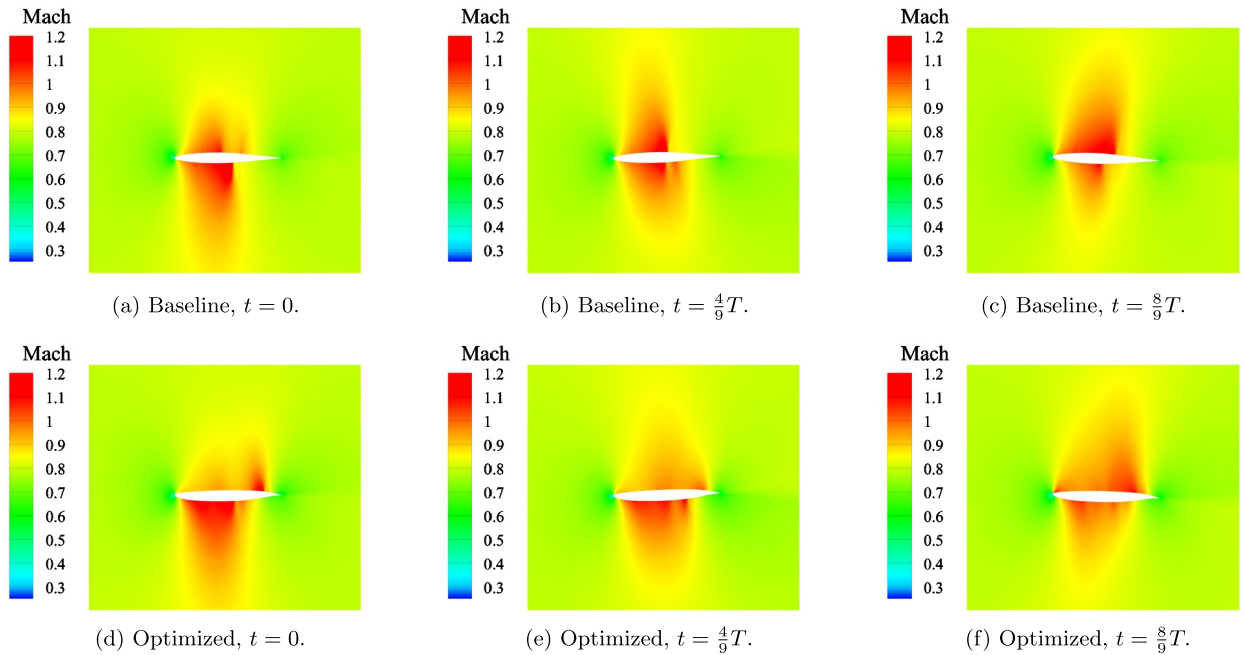 Mach Mach Mach
1.2 1.2 1.2
1.1 1.1 1.1
1 1 1
0.9 0.9 0.9
0.8 0.8 0.8
0.7 0.7 0.7
0.6 0.6 0.6
0.5 0.5 0.5
0.4 0.4 0.4
0.3 0.3 0.3
(a) Baseline, t = 0. (b) Baseline, t = 4/9 T. (c) Baseline, t = 8/9 T.
Mach Mach Mach
1.2 1.2 1.2
1.1 1.1 1.1
1 1 1
0.9 0.9 0.9
0.8 0.8 0.8
0.7 0.7 0.7
0.6 0.6 0.6
0.5 0.5 0.5
0.4 0.4 0.4
0.3 0.3 0.3
(d) Optimized, t = 0. (e) Optimized, t = 4/9 T. (f) Optimized, t = 8/9 T.